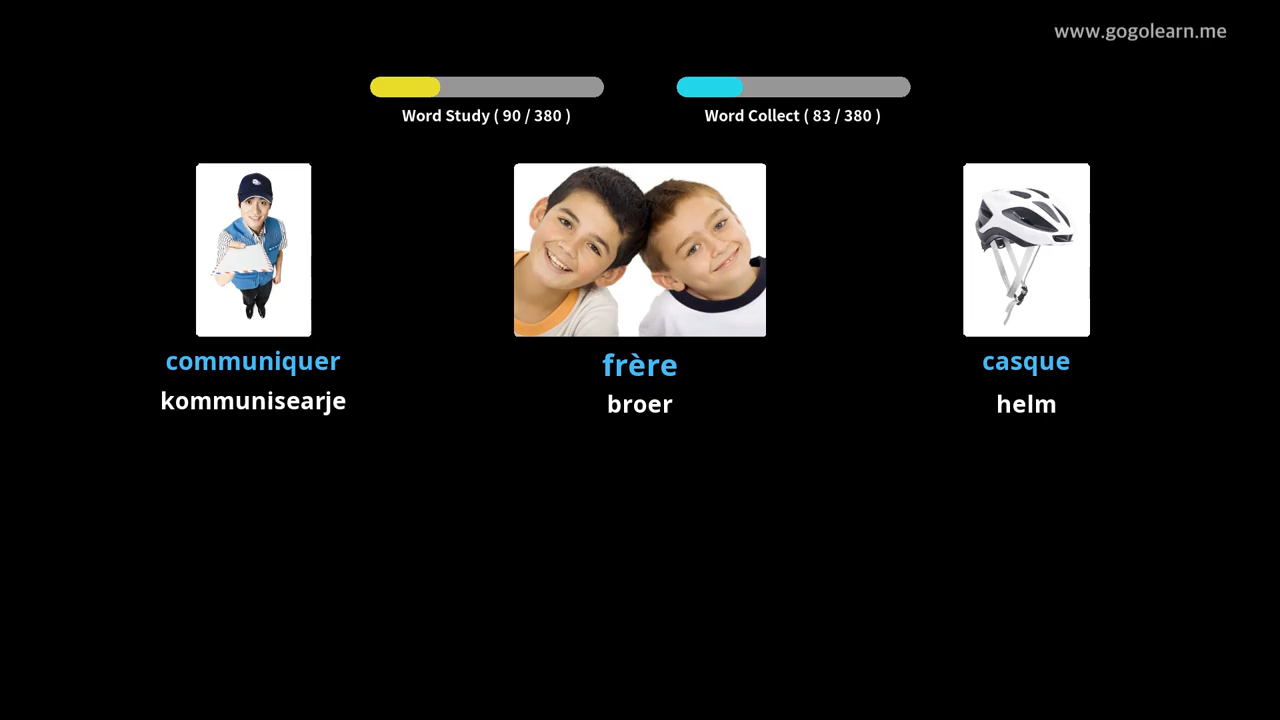 www.gogolearn.me
Word Study ( 90 / 380 )
Word Collect ( 83 / 380 )
communiquer
kommunisearje
frère
broer
casque
helm